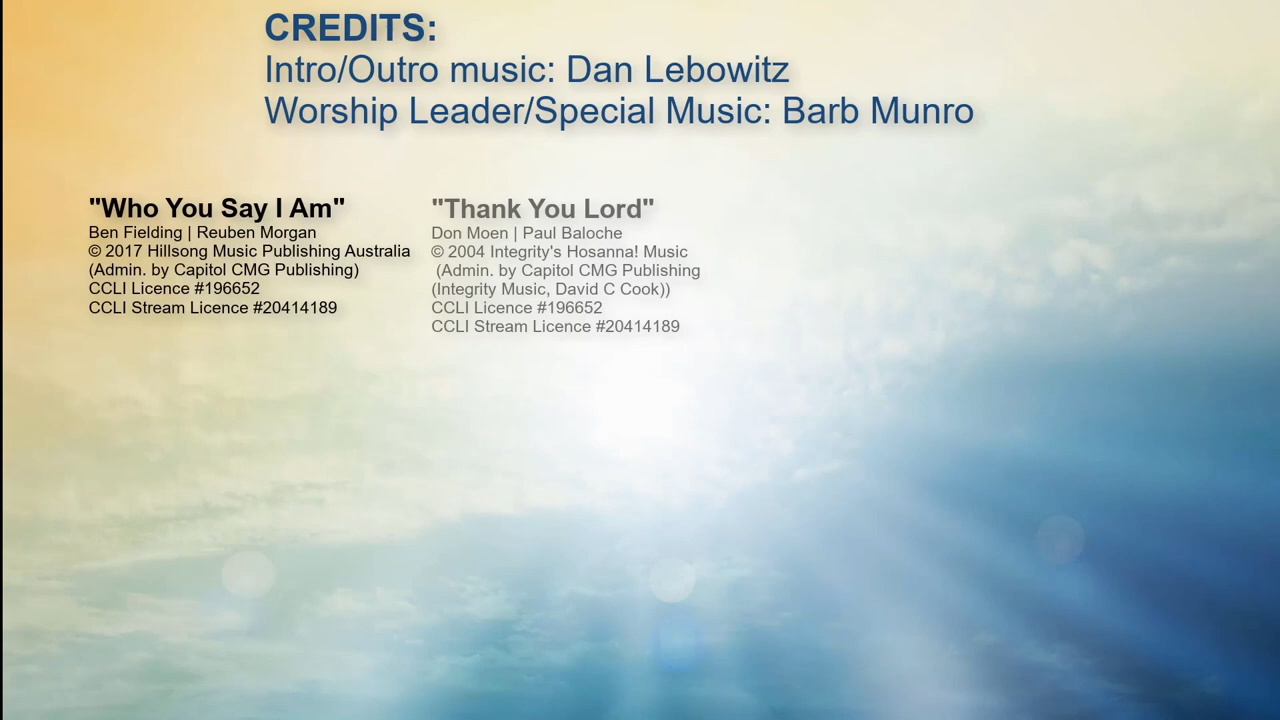 CREDITS:
Intro/Outro music: Dan Lebowitz
Worship Leader/Special Music: Barb Munro
"Who You Say I Am"
Ben Fielding | Reuben Morgan
© 2017 Hillsong Music Publishing Australia
(Admin. by Capitol CMG Publishing)
CCLI Licence #196652
CCLI Stream Licence #20414189
"Thank You Lord"
Don Moen | Paul Baloche
© 2004 Integrity's Hosanna! Music
(Admin. by Capitol CMG Publishing
(Integrity Music, David C Cook))
CCLI Licence #196652
CCLI Stream Licence #20414189